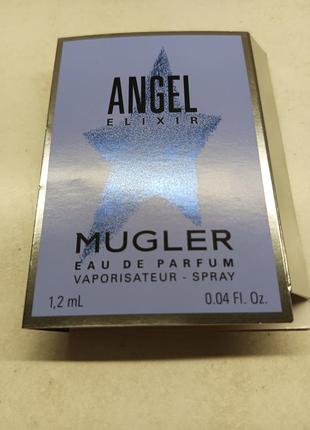 ANGEL
ELIXIR
MUGLER
EAU DE PARFUM
VAPORISATEUR - SPRAY
1,2 mL 0.04 Fl. Oz.